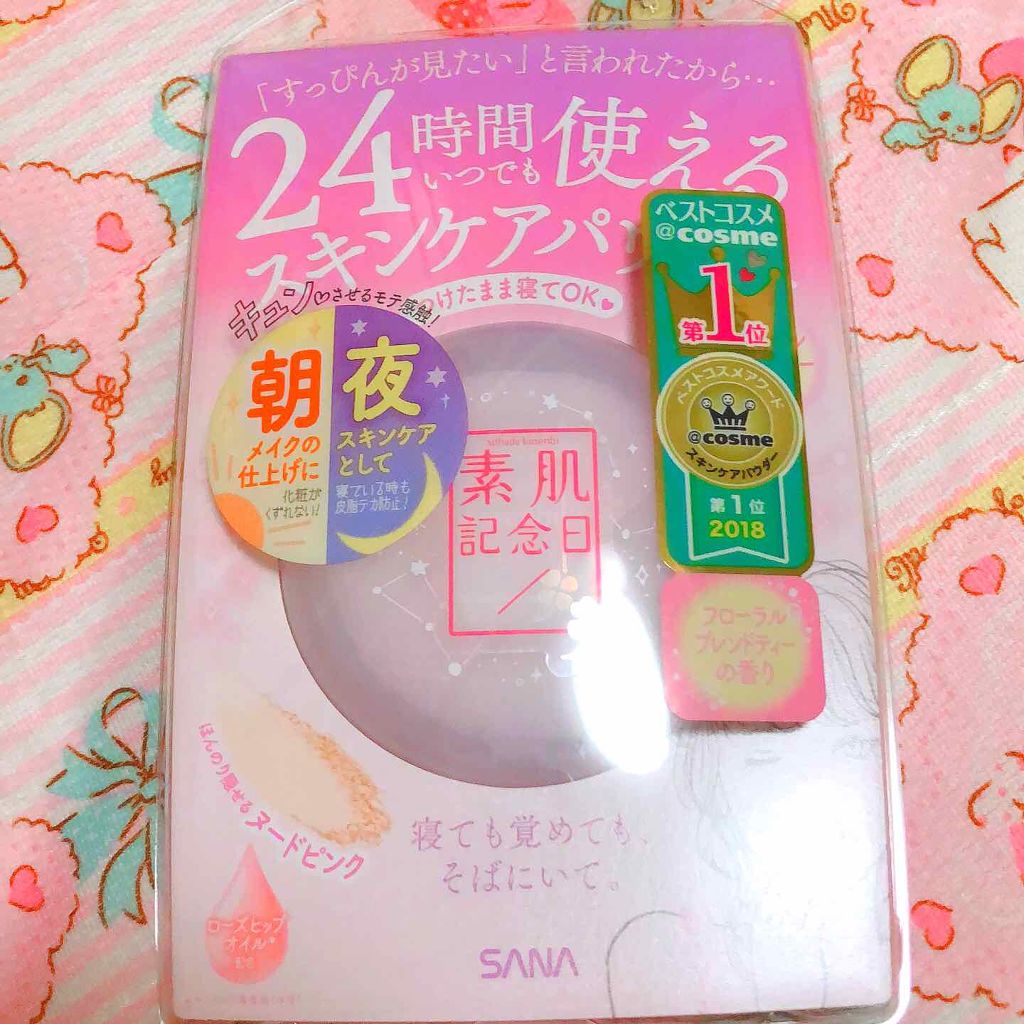 「すっぴんが見たい」と言われたから…
24時間いつでも使える
スキンケアパ
つけたまま寝てOK
キュンさせるモテ感触!
朝
メイクの
仕上げに
化粧が
くずれない!
夜
スキンケア
として
寝ている時も
皮脂テカ防止!
ベストコスメ
@cosme
第1位
ベストコスメアワード
@cosme
スキンケアパウダー
第1位
2018
素肌
記念日
フローラル
ブレンドティー
の香り
ほんのり魅せる ヌードピンク
寝ても覚めても、
そばにいて。
ローズヒップ
オイル*
配合
SANA